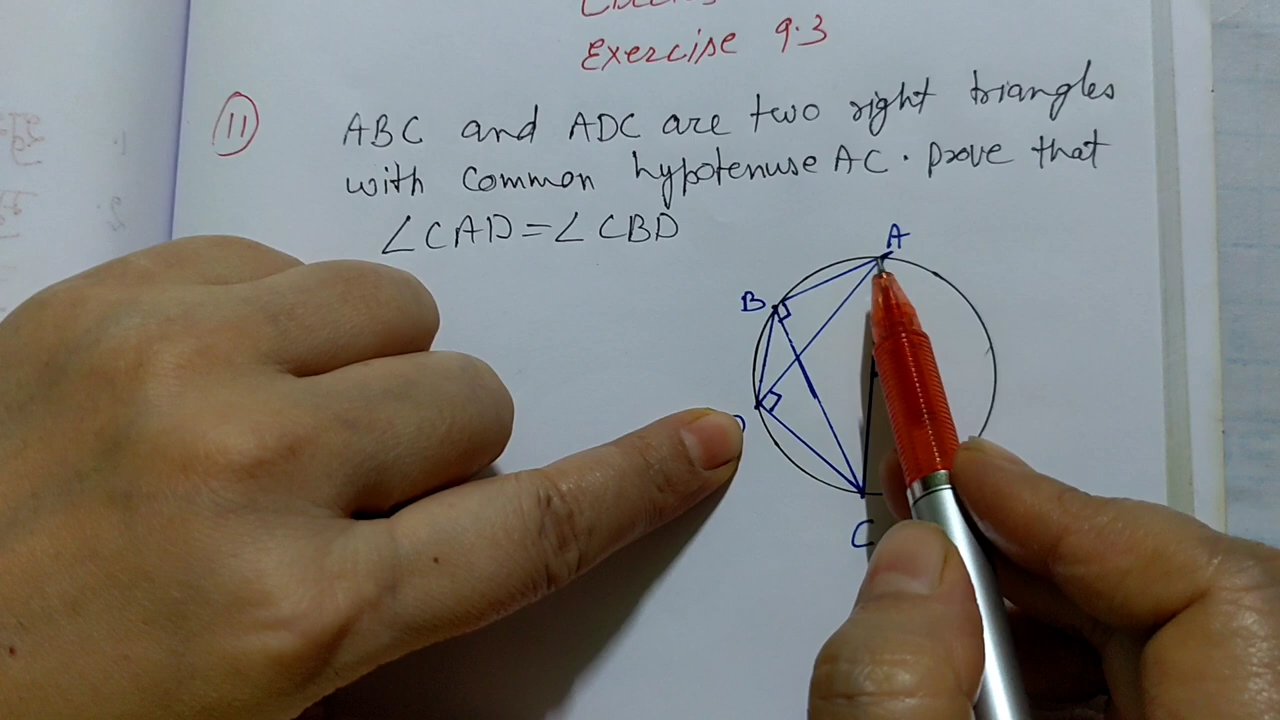 Exercise 9.3
11
ABC and ADC are two right triangles
with common hypotenuse AC. prove that
∠CAD=∠CBD
A
B
C